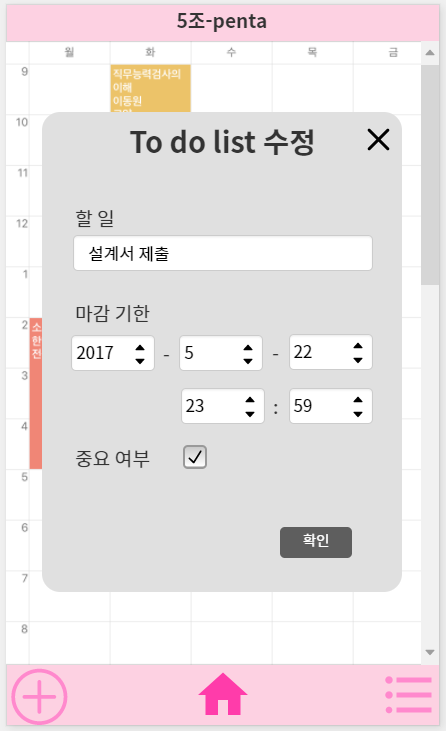 5조-penta
월 화 수 목 금
9
직무능력검사의
이해
이동원
10
To do list 수정
11
할 일
12
설계서 제출
1
마감 기한
2
소
한
전
2017 - 5 - 22
3
23 : 59
4
중요 여부
5
6
확인
7
8